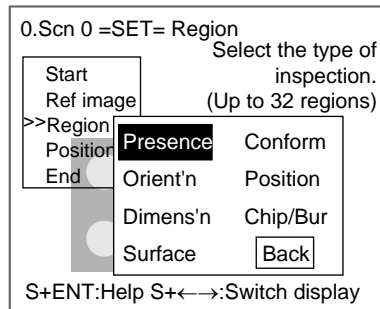 0.Scn 0 =SET= Region
Select the type of
inspection.
(Up to 32 regions)
Start
Ref image
>>Region
Position
End
Presence Conform
Orient'n Position
Dimens'n Chip/Bur
Surface Back
S+ENT:Help S+←→:Switch display